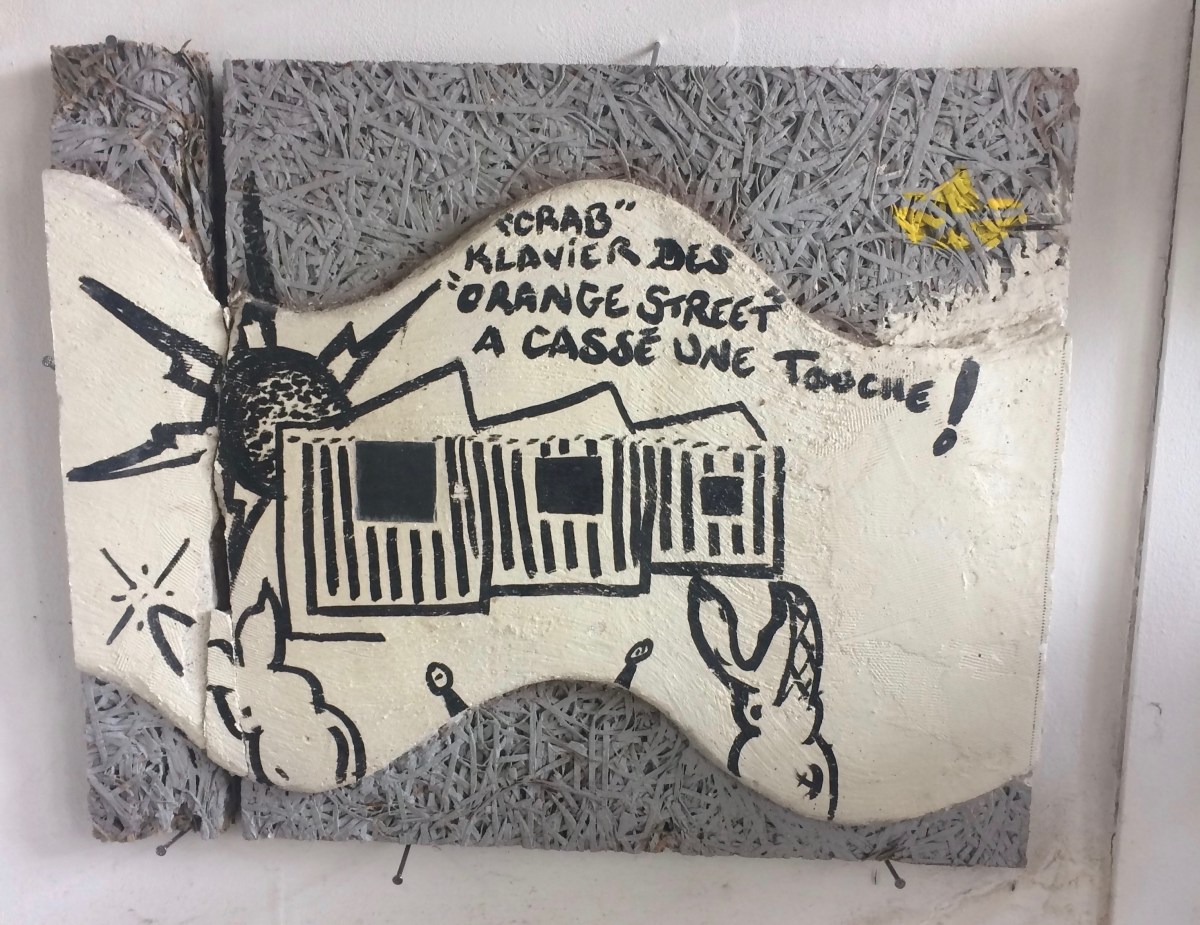 "CRAB"
KLAViER DES
"ORANGE STREET"
A CASSÉ UNE TOUCHE !